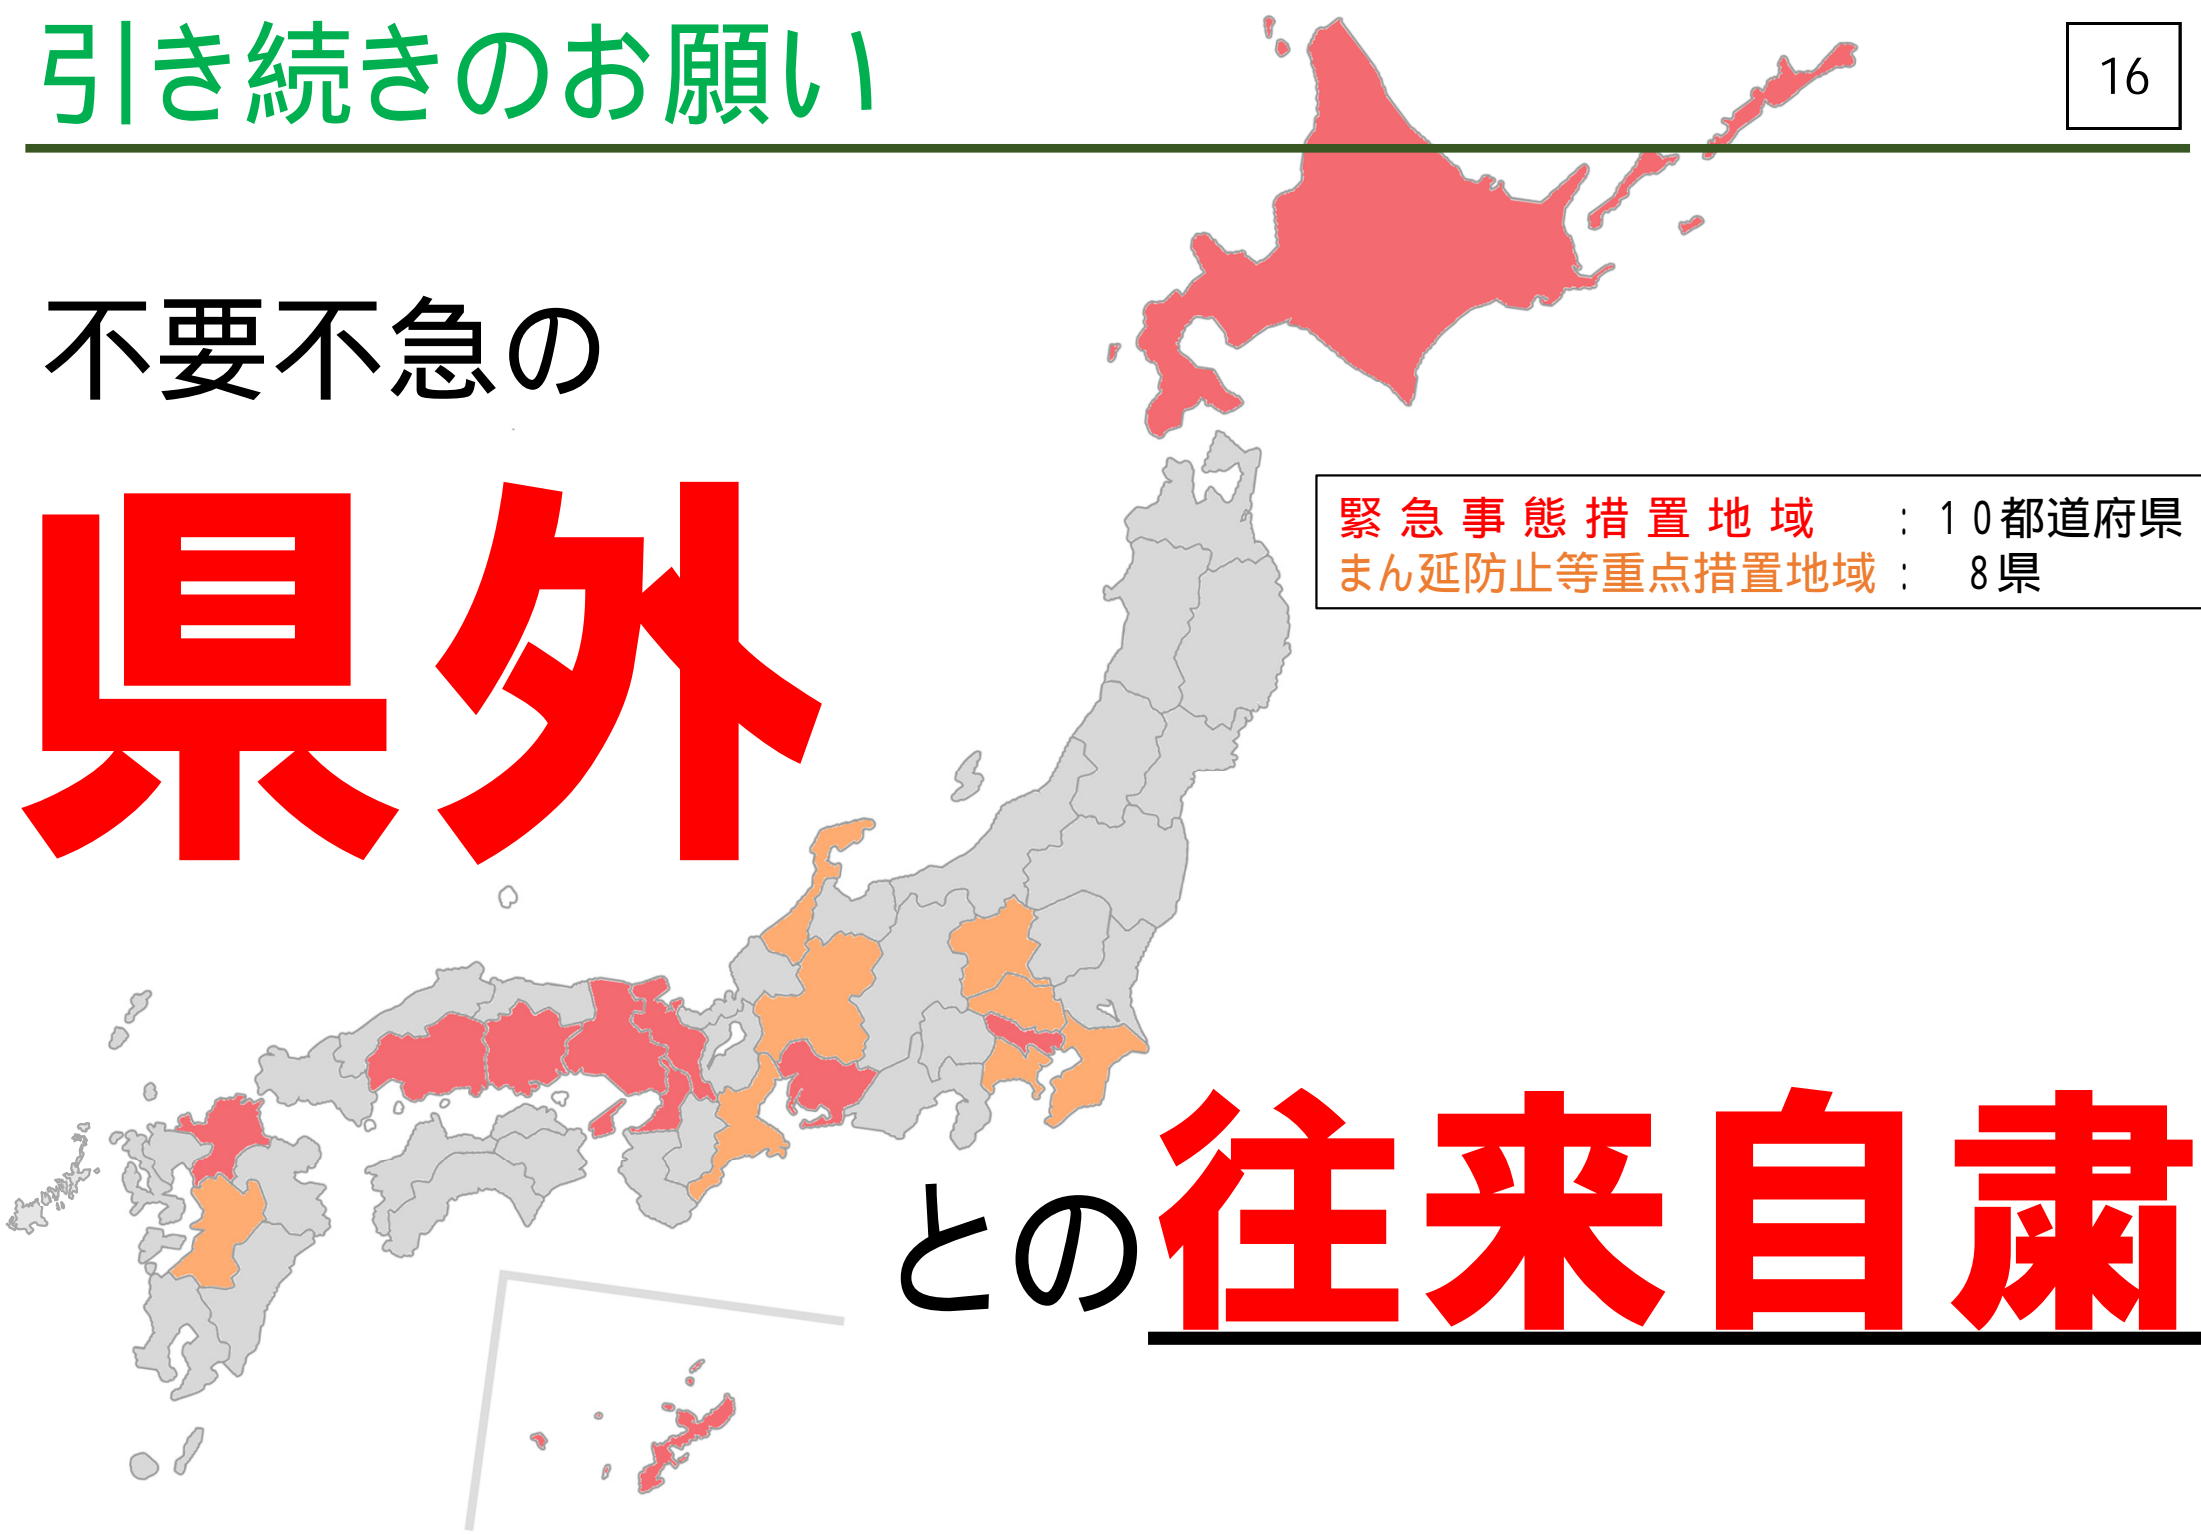 引き続きのお願い
16
不要不急の
県外
緊急事態措置地域 : 10都道府県
まん延防止等重点措置地域 : 8県
との往来自粛